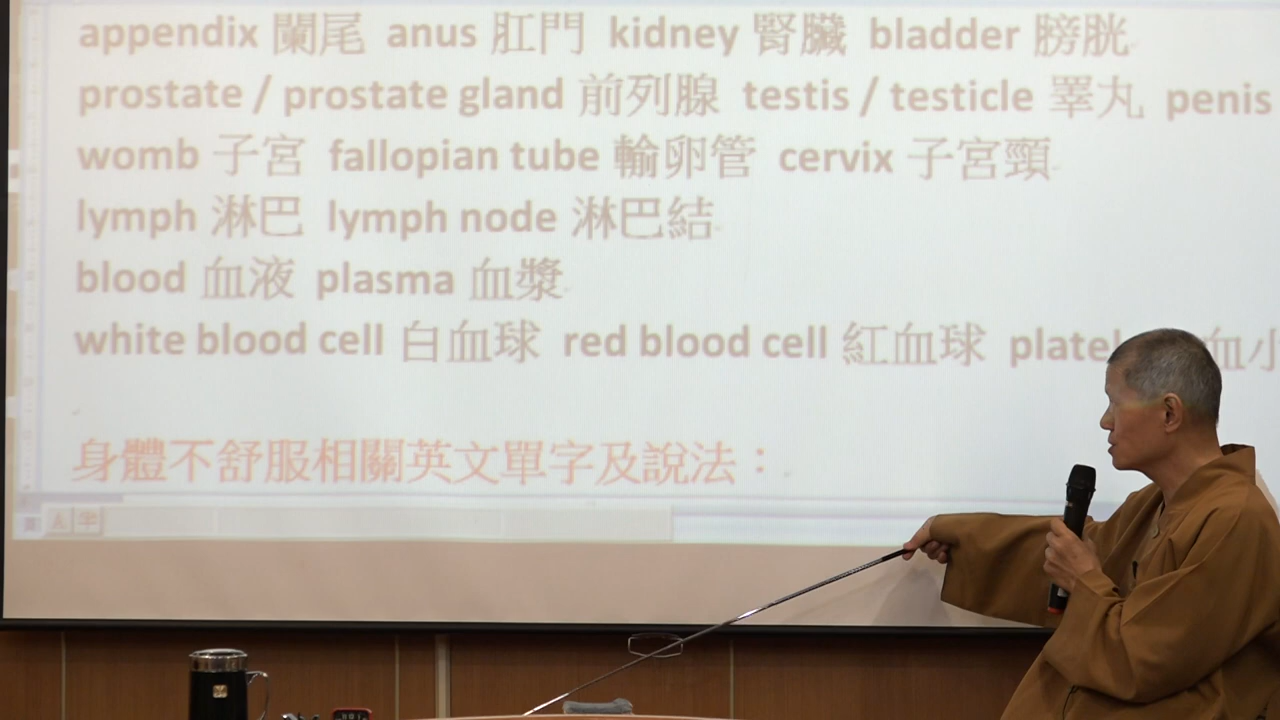 appendix 闌尾 anus 肛門 kidney 腎臟 bladder 膀胱
prostate / prostate gland 前列腺 testis / testicle 睪丸 penis
womb 子宮 fallopian tube 輸卵管 cervix 子宮頸
lymph 淋巴 lymph node 淋巴結
blood 血液 plasma 血漿
white blood cell 白血球 red blood cell 紅血球 platel 血小
身體不舒服相關英文單字及說法：